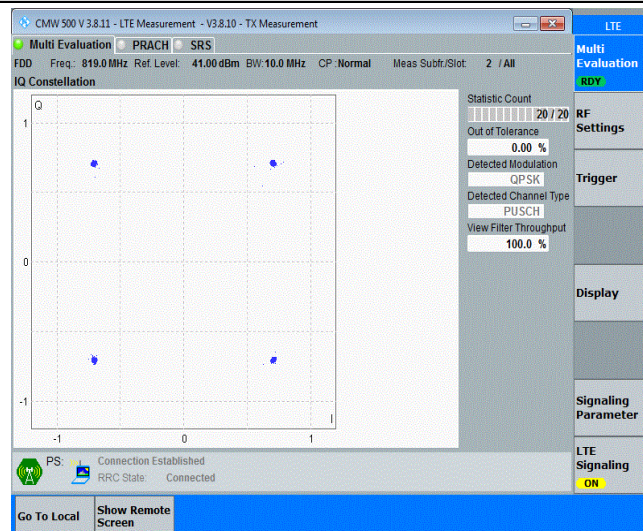 CMW 500 V 3.8.11 - LTE Measurement - V3.8.10 - TX Measurement
LTE
Multi Evaluation PRACH SRS
Multi
Evaluation
RDY
FDD Freq.: 819.0 MHz Ref. Level: 41.00 dBm BW: 10.0 MHz CP : Normal Meas Subfr./Slot: 2 / All
IQ Constellation
Q
1
0
-1
-1 0 1
I
Statistic Count
20 / 20
Out of Tolerance
0.00 %
Detected Modulation
QPSK
Detected Channel Type
PUSCH
View Filter Throughput
100.0 %
RF
Settings
Trigger
Display
Signaling
Parameter
LTE
Signaling
ON
PS: Connection Established
RRC State: Connected
Go To Local
Show Remote
Screen